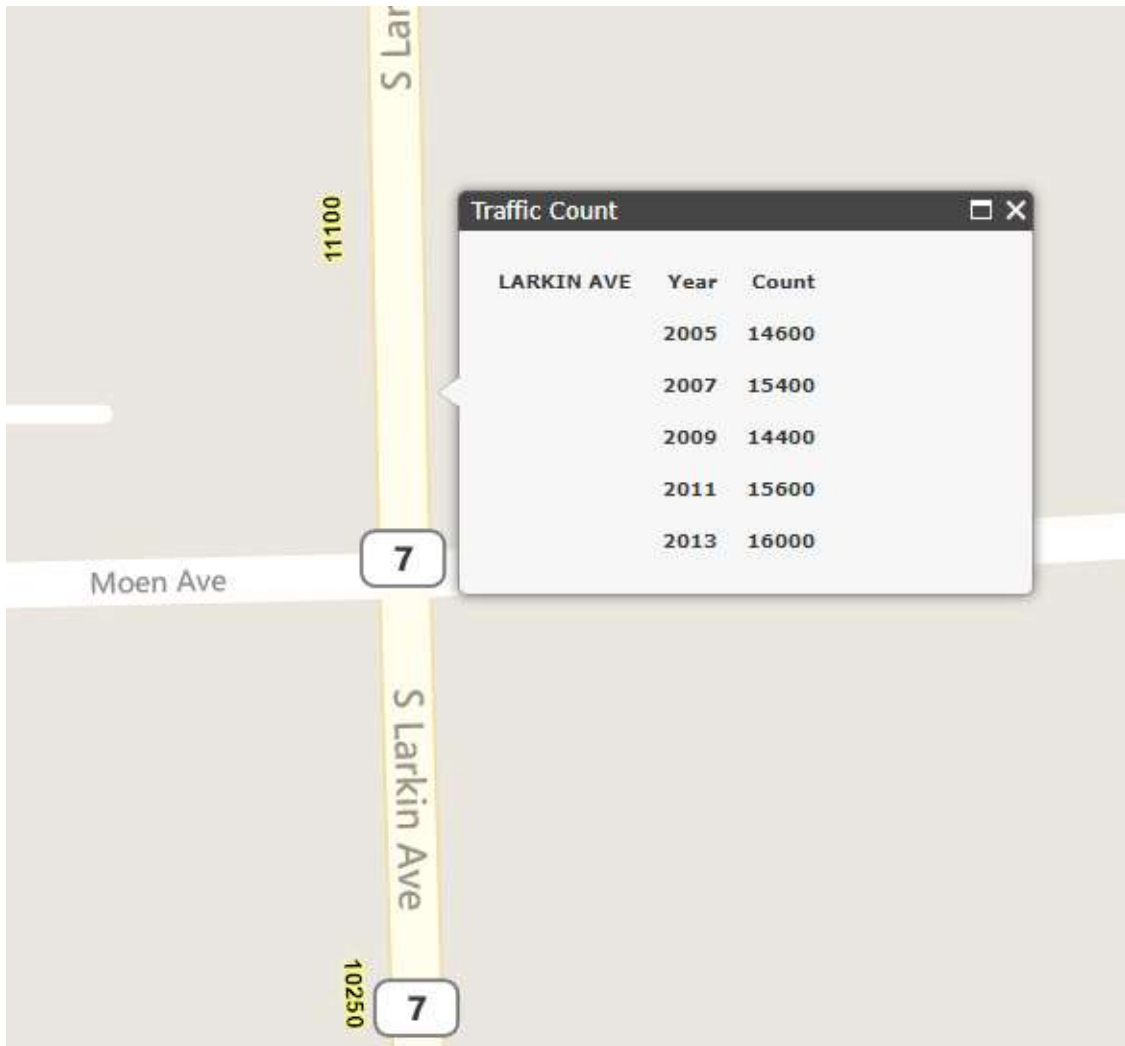 S Lar
11100
Traffic Count
LARKIN AVE Year Count
2005 14600
2007 15400
2009 14400
2011 15600
2013 16000
7
Moen Ave
S Larkin Ave
10250
7